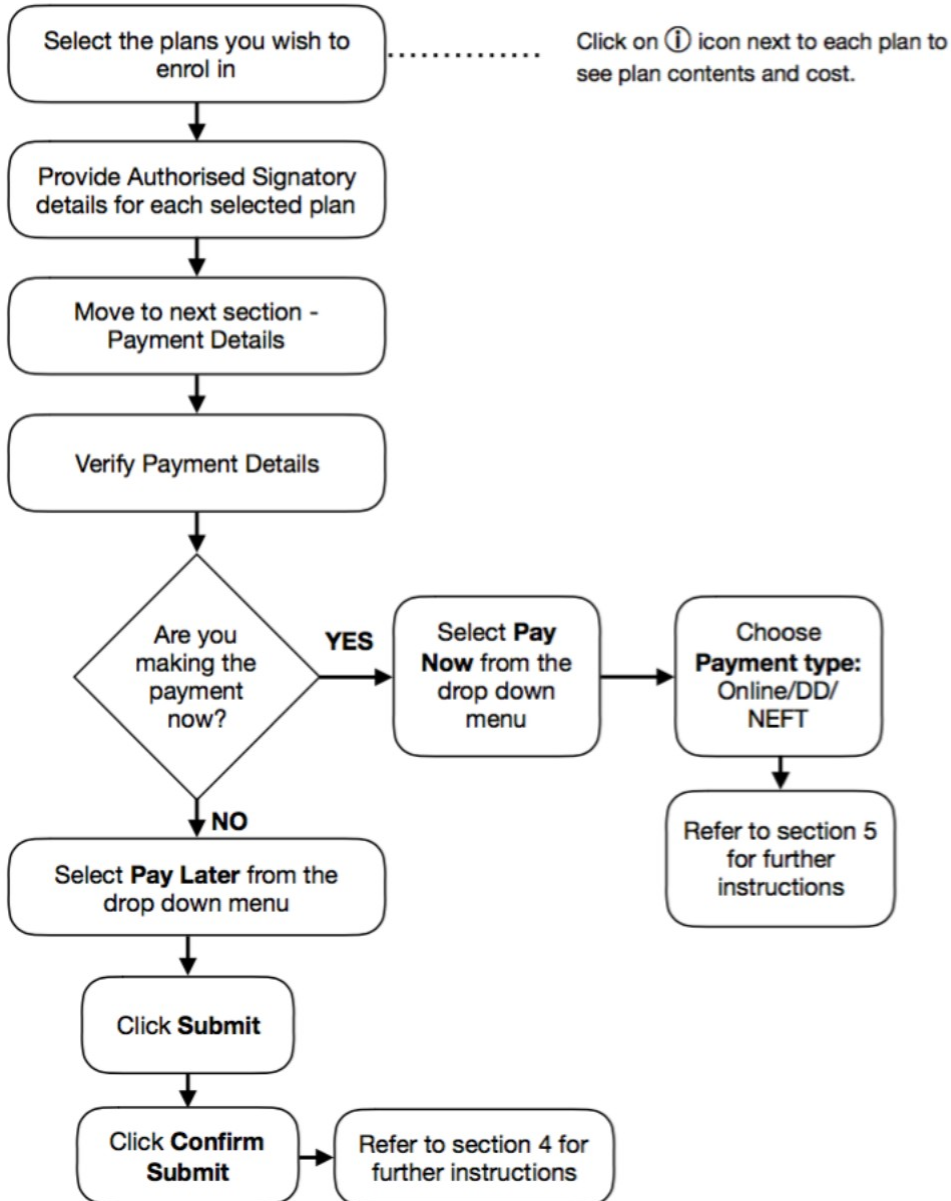 Select the plans you wish to
enrol in
Click on ⓘ icon next to each plan to
see plan contents and cost.
Provide Authorised Signatory
details for each selected plan
Move to next section -
Payment Details
Verify Payment Details
Are you
making the
payment
now?
YES
Select Pay
Now from the
drop down
menu
Choose
Payment type:
Online/DD/
NEFT
Refer to section 5
for further
instructions
NO
Select Pay Later from the
drop down menu
Click Submit
Click Confirm
Submit
Refer to section 4 for
further instructions